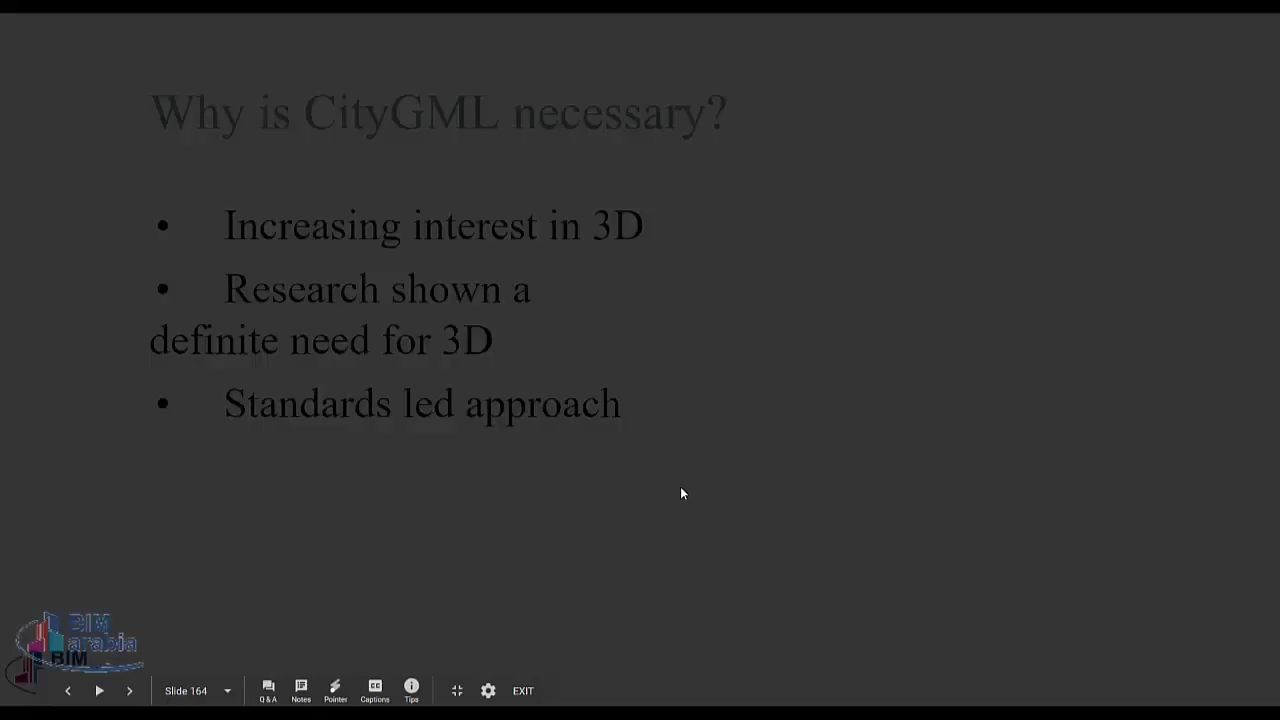 Why is CityGML necessary?
• Increasing interest in 3D
• Research shown a
definite need for 3D
• Standards led approach
BIM
arabia
BIM
Slide 164
Q & A
Notes
Pointer
Captions
Tips
EXIT